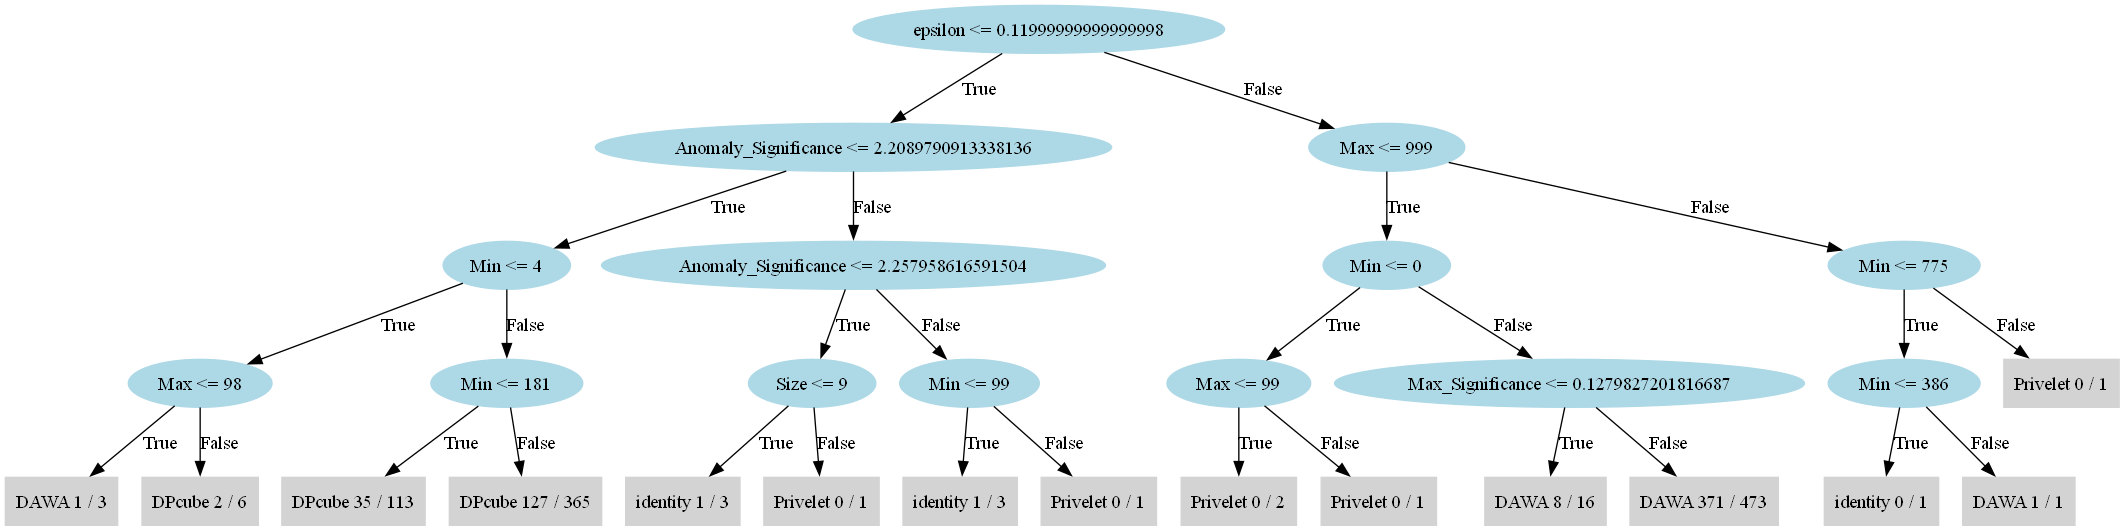 epsilon <= 0.11999999999999998
True
False
Anomaly_Significance <= 2.2089790913338136
Max <= 999
True
False
True
False
Min <= 4
Anomaly_Significance <= 2.257958616591504
Min <= 0
Min <= 775
True
False
True
False
True
False
True
False
Max <= 98
Min <= 181
Size <= 9
Min <= 99
Max <= 99
Max_Significance <= 0.1279827201816687
Min <= 386
Privelet 0 / 1
True
False
True
False
True
False
True
False
True
False
True
False
True
False
DAWA 1 / 3
DPcube 2 / 6
DPcube 35 / 113
DPcube 127 / 365
identity 1 / 3
Privelet 0 / 1
identity 1 / 3
Privelet 0 / 1
Privelet 0 / 2
Privelet 0 / 1
DAWA 8 / 16
DAWA 371 / 473
identity 0 / 1
DAWA 1 / 1